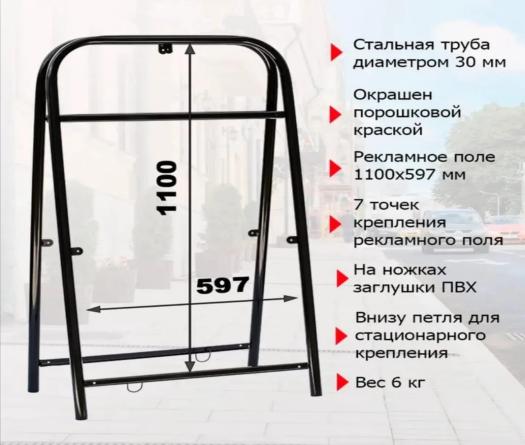 Стальная труба
диаметром 30 мм
Окрашен
порошковой
краской
Рекламное поле
1100х597 мм
7 точек
крепления
рекламного поля
На ножках
заглушки ПВХ
Внизу петля для
стационарного
крепления
Вес 6 кг
1100
597